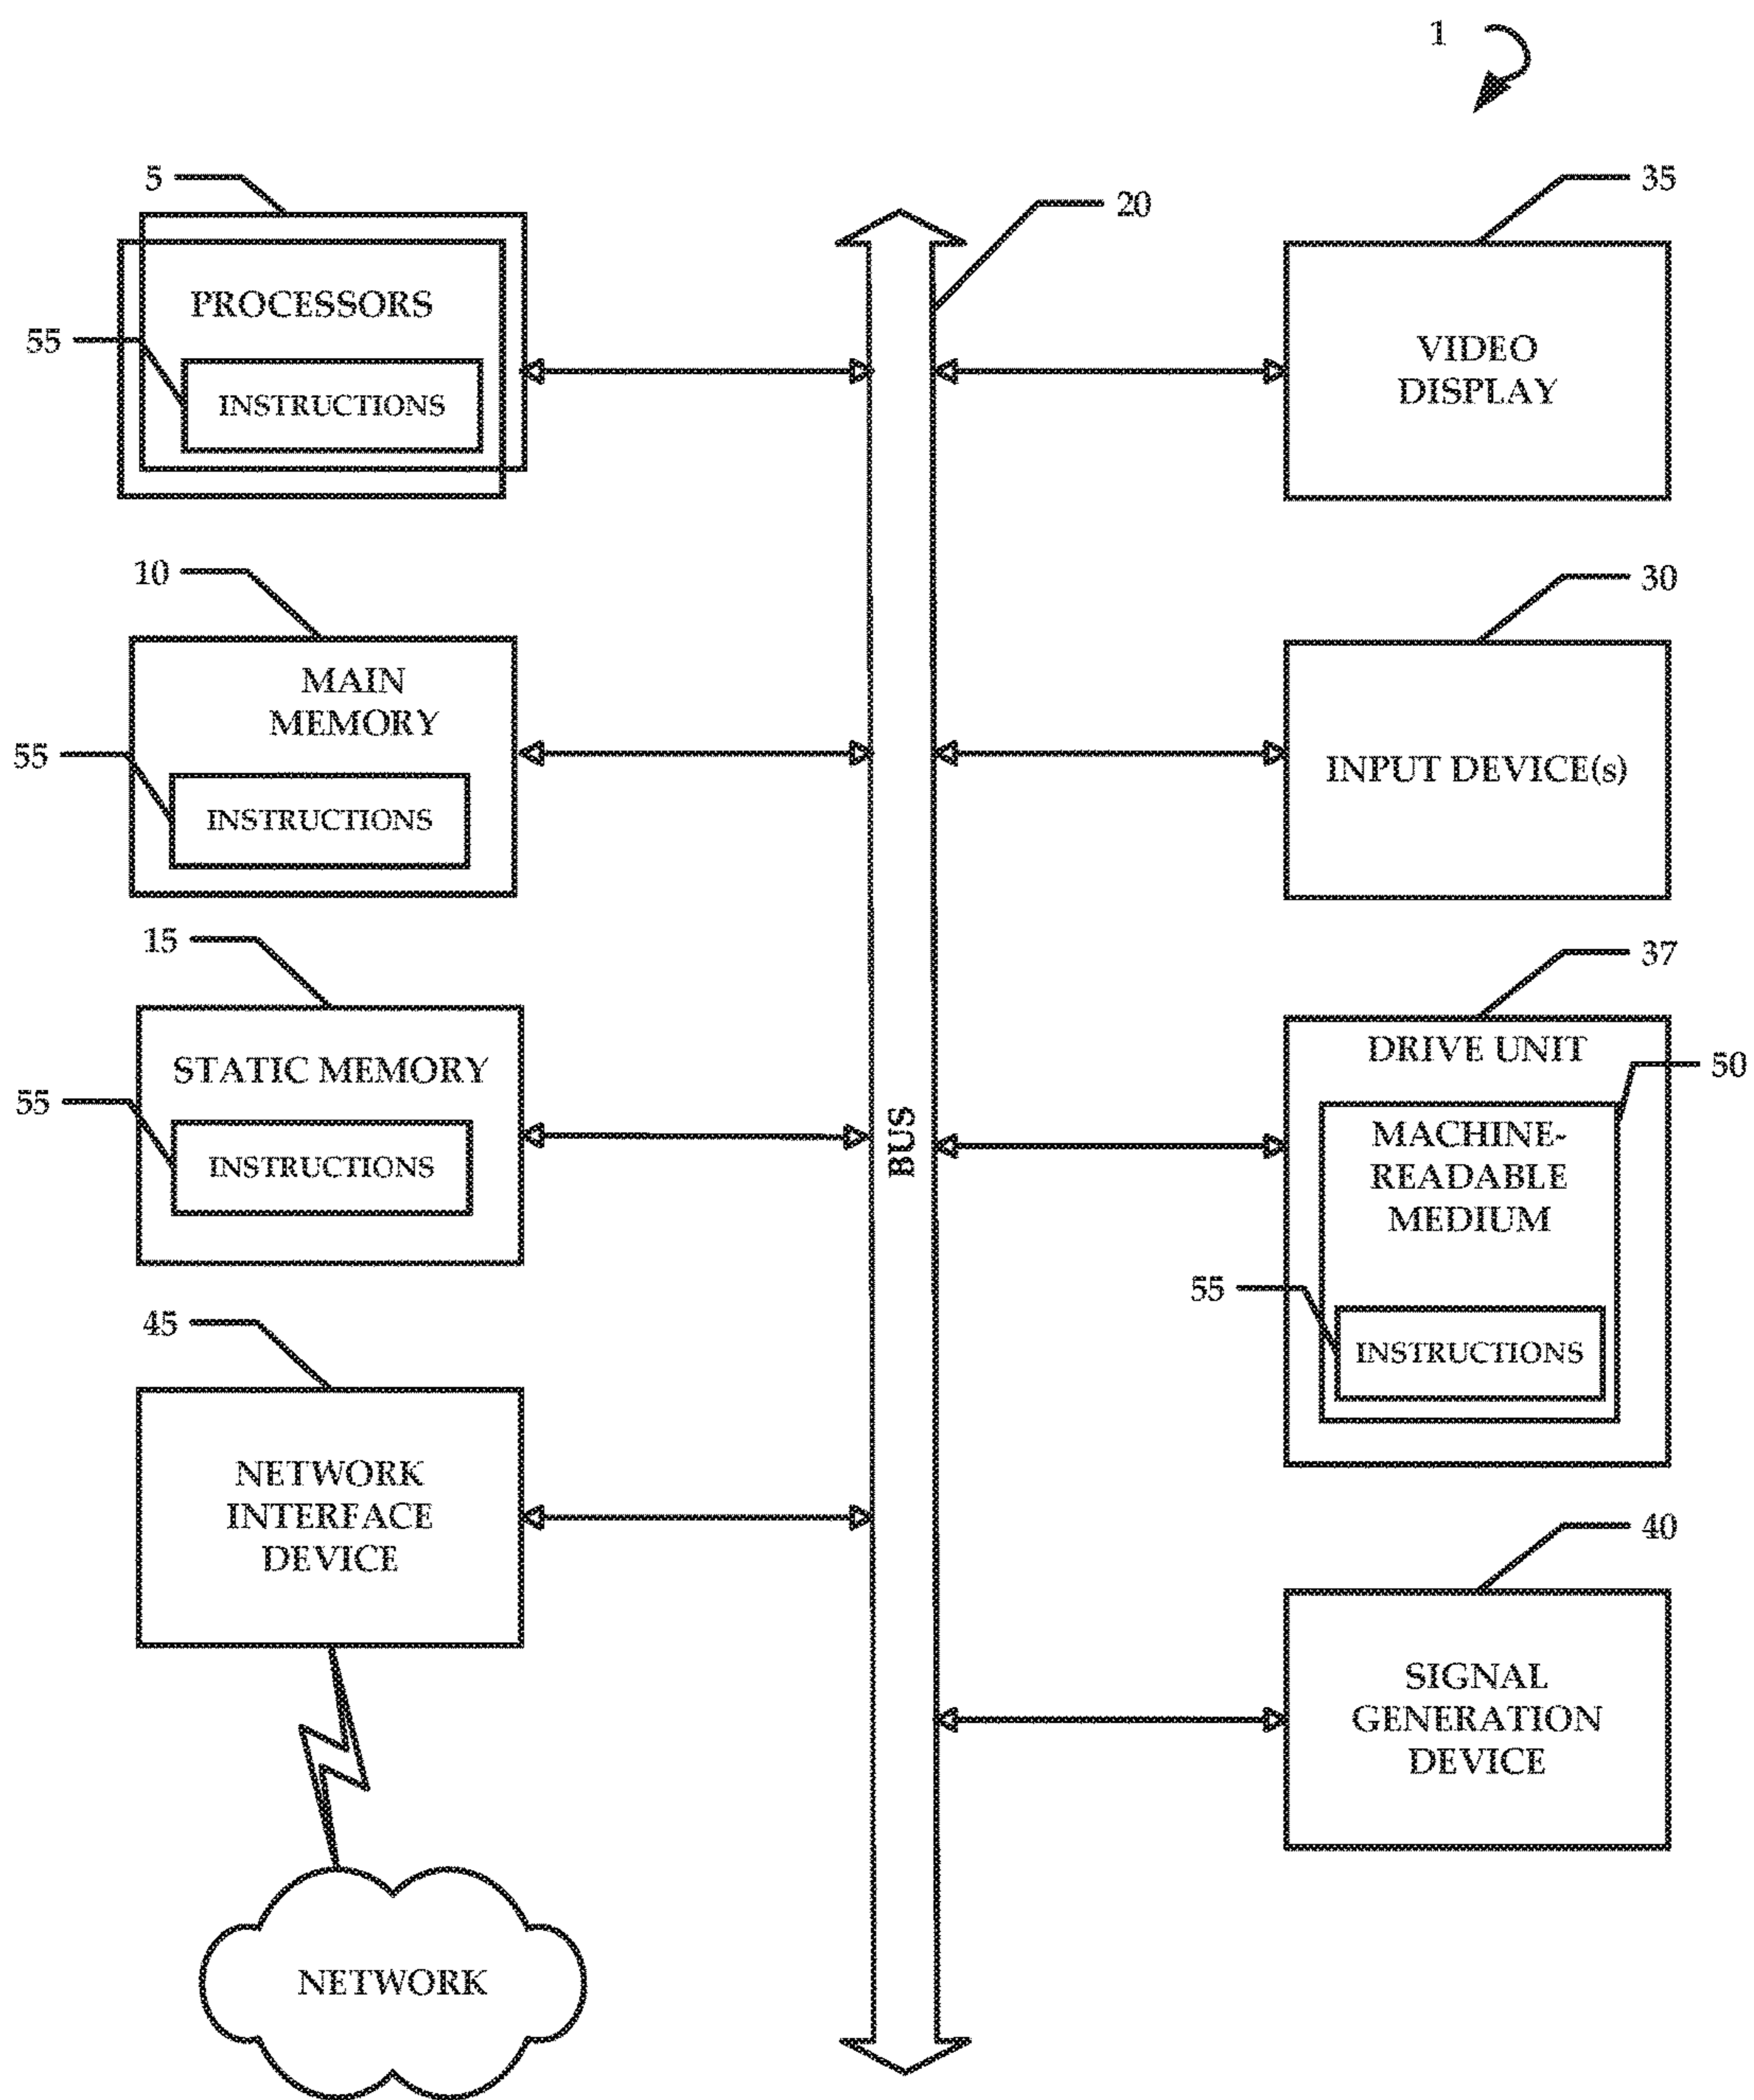 1
5
PROCESSORS
55
INSTRUCTIONS
20
35
VIDEO
DISPLAY
10
MAIN
MEMORY
55
INSTRUCTIONS
30
INPUT DEVICE(s)
15
STATIC MEMORY
55
INSTRUCTIONS
BUS
37
DRIVE UNIT
50
MACHINE-
READABLE
MEDIUM
55
INSTRUCTIONS
45
NETWORK
INTERFACE
DEVICE
40
SIGNAL
GENERATION
DEVICE
NETWORK